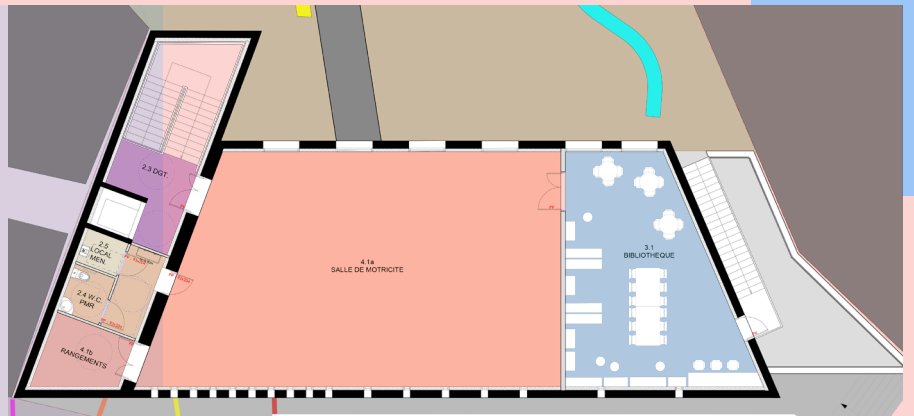 2.3 DGT.
2.5
LOCAL
MEN.
2.4 W.C.
PMR
4.1b
RANGEMENTS
4.1a
SALLE DE MOTRICITE
3.1
BIBLIOTHEQUE